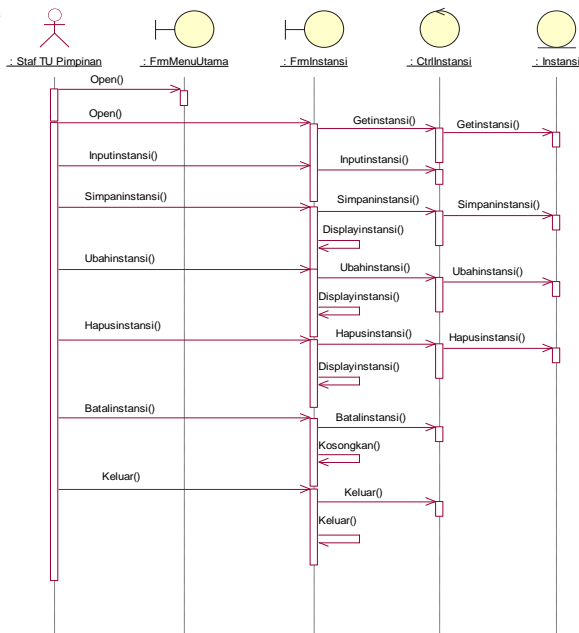 : Staf TU Pimpinan
: FrmMenuUtama
: FrmInstansi
: CtrlInstansi
: Instansi
Open()
Open()
Getinstansi()
Getinstansi()
Inputinstansi()
Inputinstansi()
Simpaninstansi()
Simpaninstansi()
Simpaninstansi()
Displayinstansi()
Ubahinstansi()
Ubahinstansi()
Ubahinstansi()
Displayinstansi()
Hapusinstansi()
Hapusinstansi()
Hapusinstansi()
Displayinstansi()
Batalinstansi()
Batalinstansi()
Kosongkan()
Keluar()
Keluar()
Keluar()